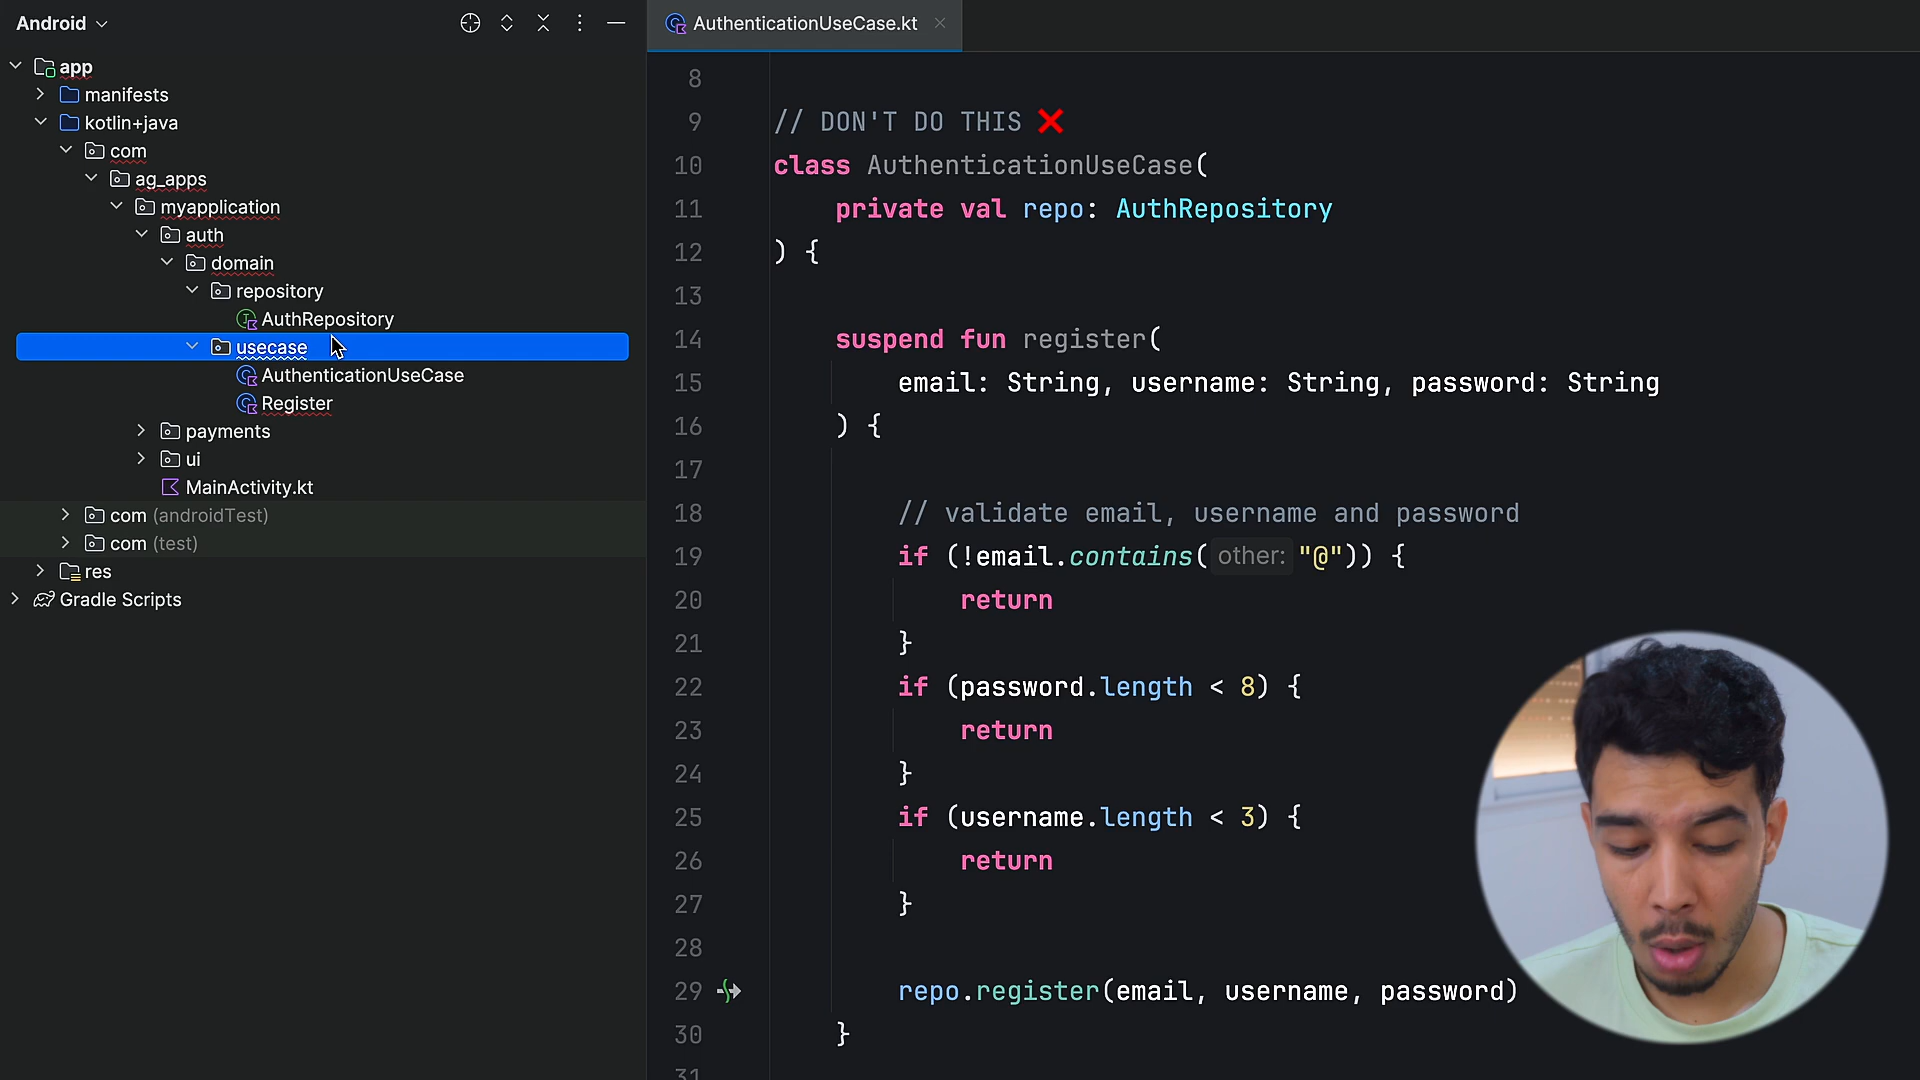 Android
app
manifests
kotlin+java
com
ag_apps
myapplication
auth
domain
repository
AuthRepository
usecase
AuthenticationUseCase
Register
payments
ui
MainActivity.kt
com (androidTest)
com (test)
res
Gradle Scripts
AuthenticationUseCase.kt
8
9 // DON'T DO THIS ❌
10 class AuthenticationUseCase(
11 private val repo: AuthRepository
12 ) {
13
14 suspend fun register(
15 email: String, username: String, password: String
16 ) {
17
18 // validate email, username and password
19 if (!email.contains( other: "@")) {
20 return
21 }
22 if (password.length < 8) {
23 return
24 }
25 if (username.length < 3) {
26 return
27 }
28
29 repo.register(email, username, password)
30 }
31